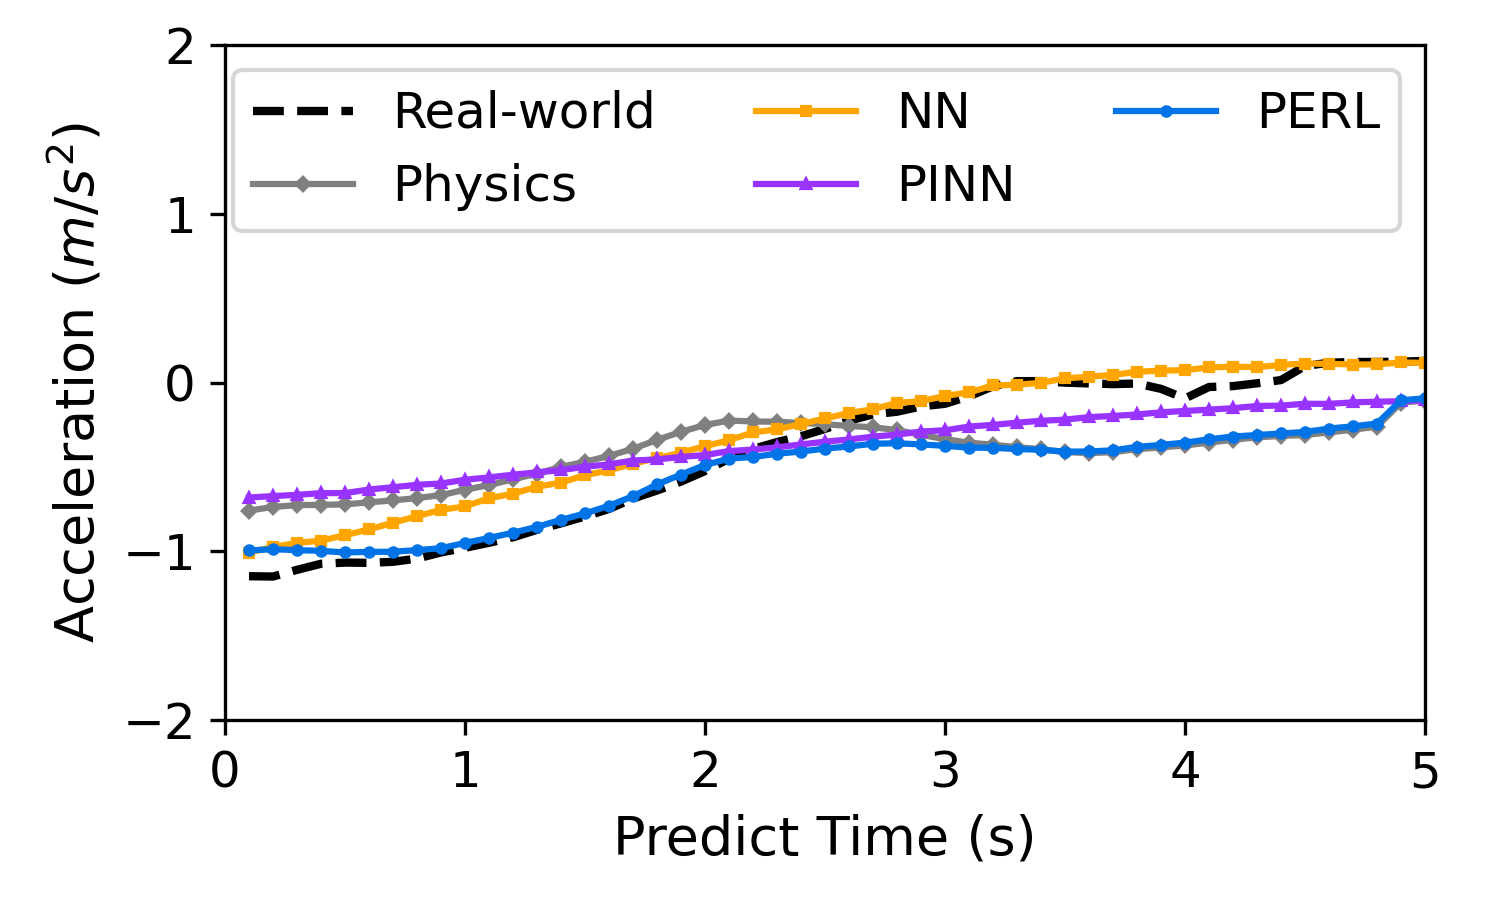 Acceleration (m/s²)
2
1
0
−1
−2
Real-world
Physics
NN
PINN
PERL
0 1 2 3 4 5
Predict Time (s)